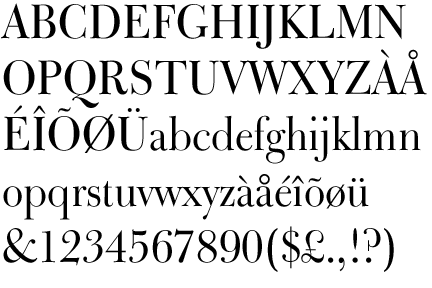 ABCDEFGHIJKLMN
OPQRSTUVWXYZÀÅ
ÉÎÕØÜabcdefghijklmn
opqrstuvwxyzàåéîõøü
&1234567890($£.,!?)